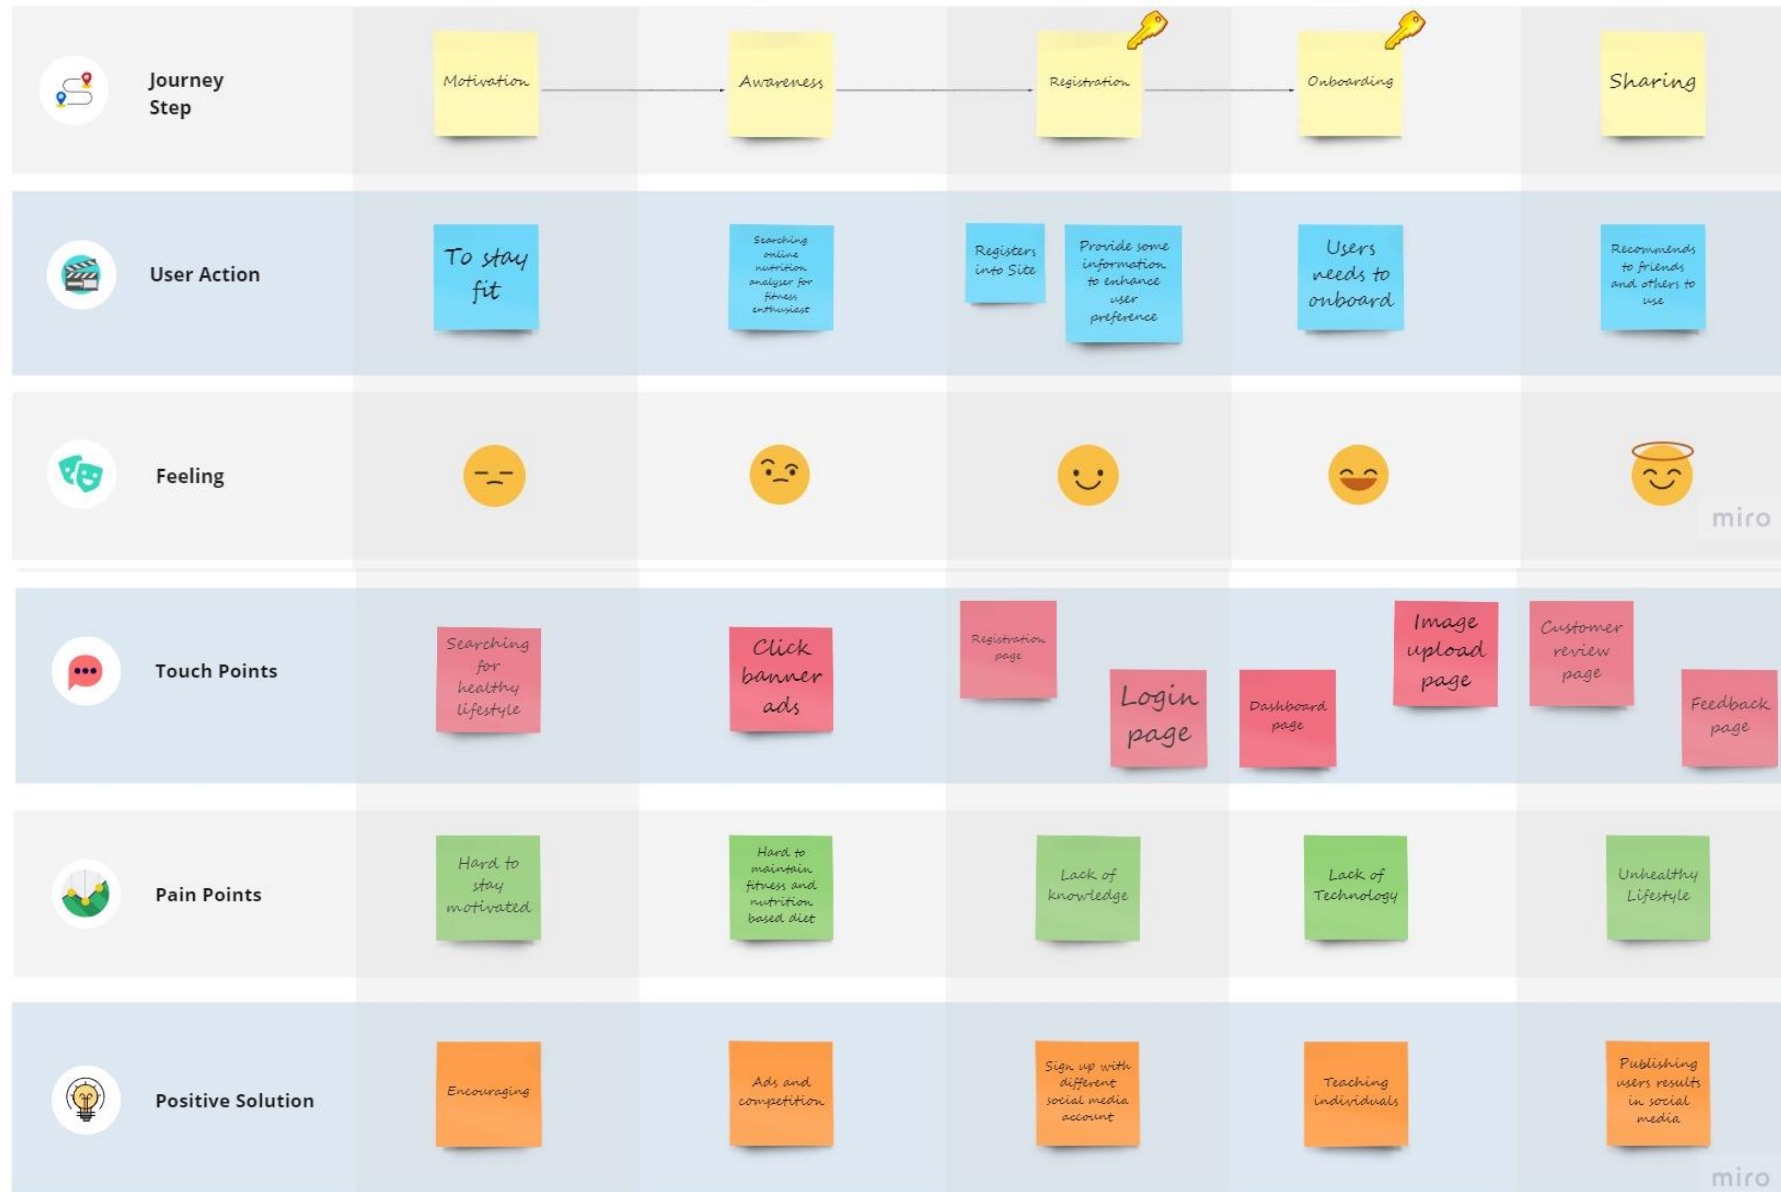 Journey
Step
Motivation
Awareness
Registration
Onboarding
Sharing
User Action
To stay
fit
Searching
online
nutrition
analyser for
fitness
enthusiast
Registers
into Site
Provide some
information
to enhance
user
preference
Users
needs to
onboard
Recommends
to friends
and others to
use
Feeling
miro
Touch Points
Searching
for
healthy
lifestyle
Click
banner
ads
Registration
page
Login
page
Dashboard
page
Image
upload
page
Customer
review
page
Feedback
page
Pain Points
Hard to
stay
motivated
Hard to
maintain
fitness and
nutrition
based diet
Lack of
knowledge
Lack of
Technology
Unhealthy
Lifestyle
Positive Solution
Encouraging
Ads and
competition
Sign up with
different
social media
account
Teaching
individuals
Publishing
users results
in social
media
miro